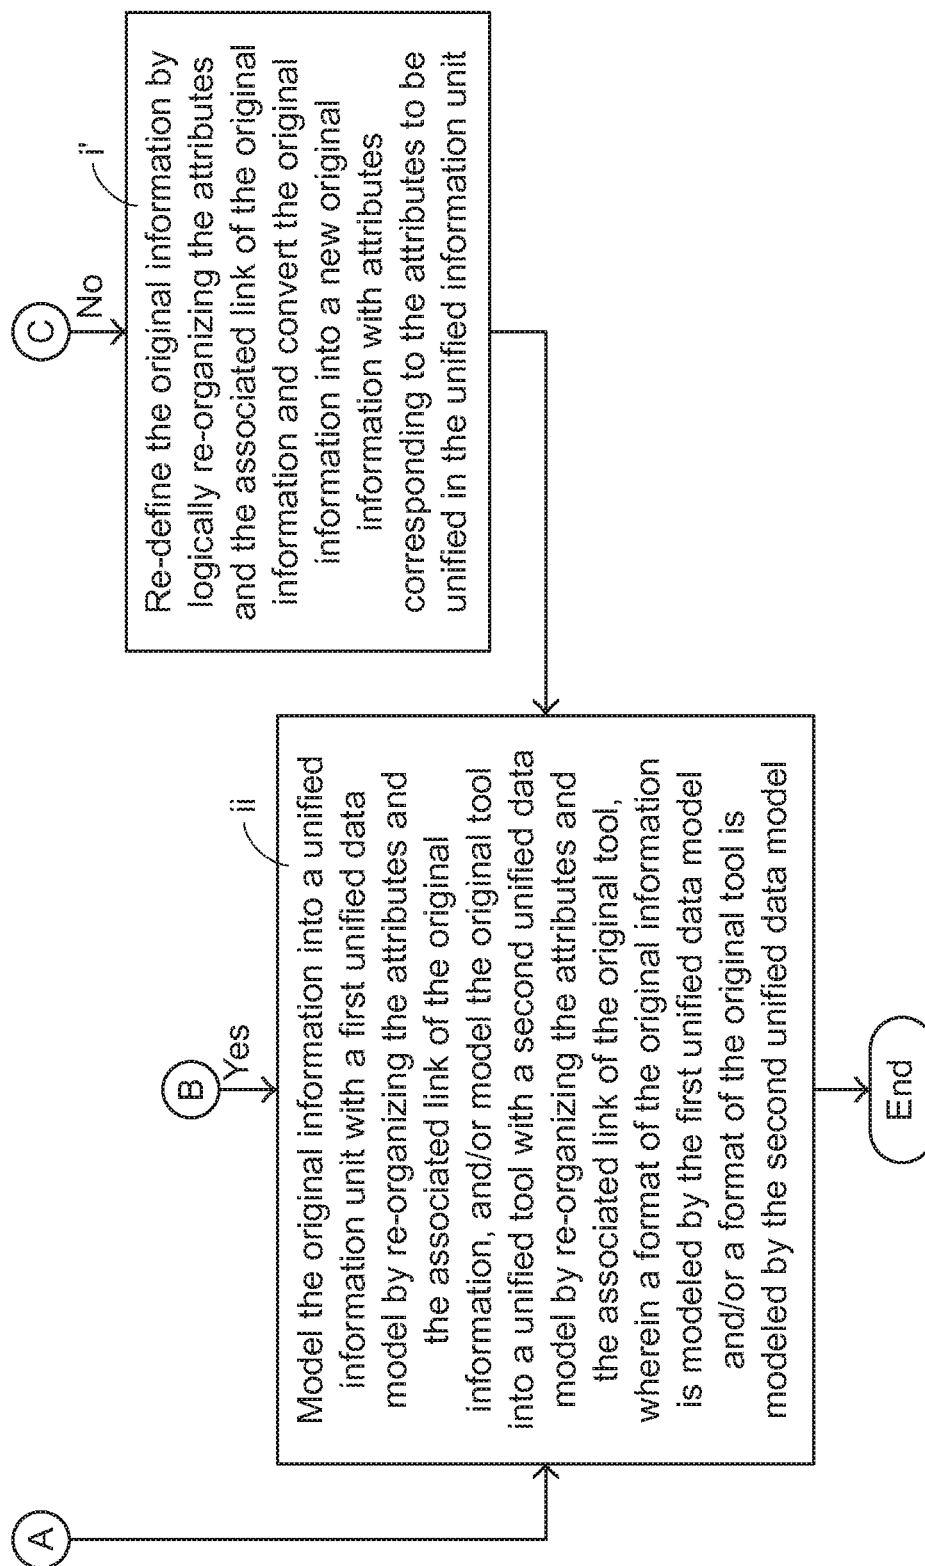 A
B
Yes
ii
Model the original information into a unified
information unit with a first unified data
model by re-organizing the attributes and
the associated link of the original
information, and/or model the original tool
into a unified tool with a second unified data
model by re-organizing the attributes and
the associated link of the original tool,
wherein a format of the original information
is modeled by the first unified data model
and/or a format of the original tool is
modeled by the second unified data model
End
C
No
i'
Re-define the original information by
logically re-organizing the attributes
and the associated link of the original
information and convert the original
information into a new original
information with attributes
corresponding to the attributes to be
unified in the unified information unit